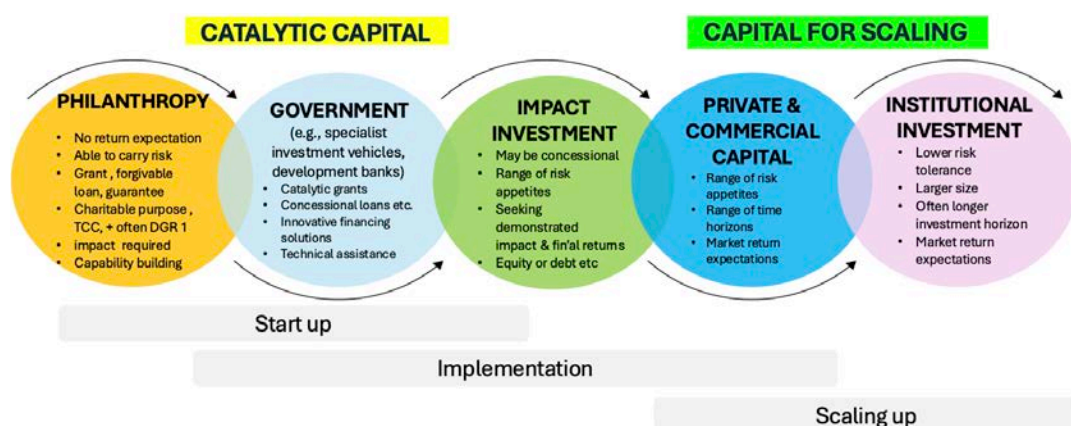 CATALYTIC CAPITAL
CAPITAL FOR SCALING
PHILANTHROPY
• No return expectation
• Able to carry risk
• Grant , forgivable
loan, guarantee
• Charitable purpose ,
TCC, + often DGR 1
• impact required
• Capability building
GOVERNMENT
(e.g., specialist
investment vehicles,
development banks)
• Catalytic grants
• Concessional loans etc.
• Innovative financing
solutions
• Technical assistance
IMPACT
INVESTMENT
• May be concessional
• Range of risk
appetites
• Seeking
demonstrated
impact & fin'al returns
• Equity or debt etc
PRIVATE &
COMMERCIAL
CAPITAL
• Range of risk
appetites
• Range of time
horizons
• Market return
expectations
INSTITUTIONAL
INVESTMENT
• Lower risk
tolerance
• Larger size
• Often longer
investment horizon
• Market return
expectations
Start up
Implementation
Scaling up